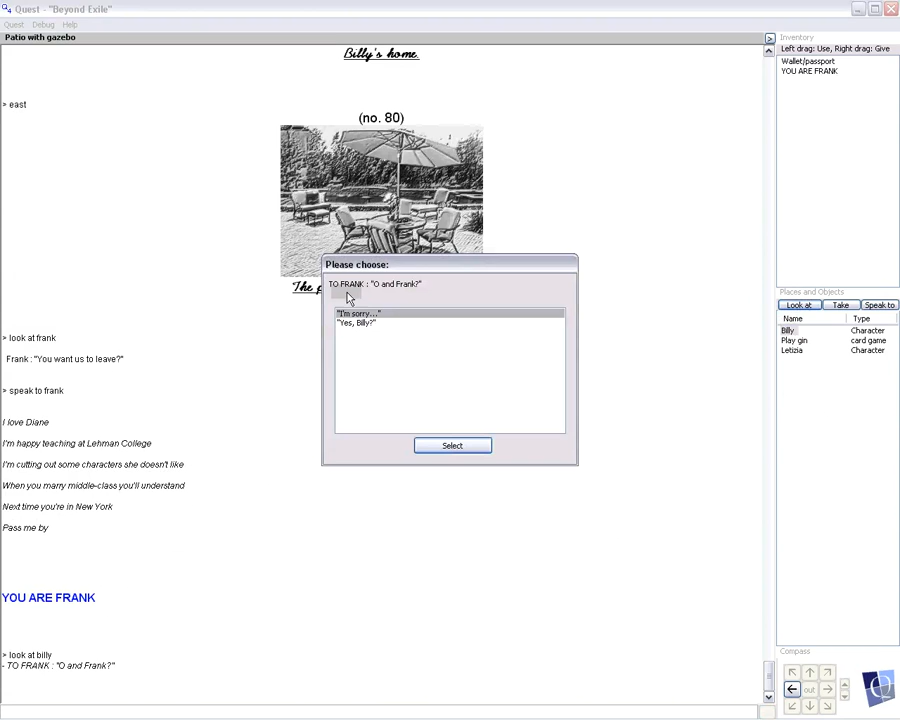 Quest - "Beyond Exile"
Quest Debug Help
Patio with gazebo
Billy's home.
> east
(no. 80)
The
> look at frank
Frank : "You want us to leave?"
> speak to frank
I love Diane
I'm happy teaching at Lehman College
I'm cutting out some characters she doesn't like
When you marry middle-class you'll understand
Next time you're in New York
Pass me by
YOU ARE FRANK
> look at billy
- TO FRANK : "O and Frank?"
Please choose:
TO FRANK : "O and Frank?"
"I'm sorry..."
"Yes, Billy?"
Select
Inventory
Left drag: Use, Right drag: Give
Wallet/passport
YOU ARE FRANK
Places and Objects
Look at Take Speak to
Name Type
Billy Character
Play gin card game
Letizia Character
Compass
out